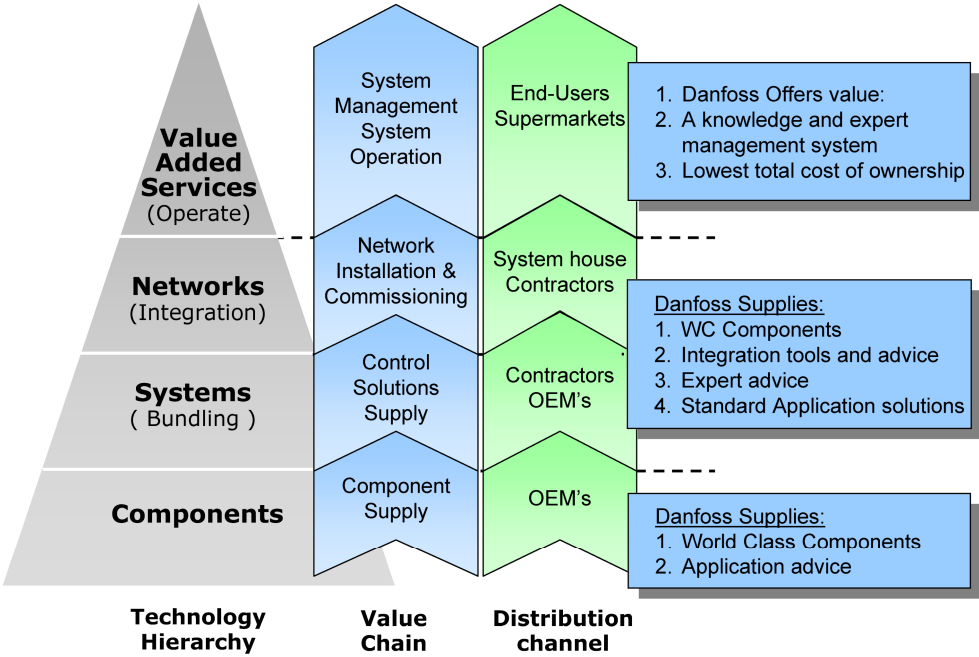 Value
Added
Services
(Operate)
Networks
(Integration)
Systems
( Bundling )
Components
Technology
Hierarchy
System
Management
System
Operation
Network
Installation &
Commissioning
Control
Solutions
Supply
Component
Supply
Value
Chain
End-Users
Supermarkets
System house
Contractors
Contractors
OEM's
OEM's
Distribution
channel
1. Danfoss Offers value:
2. A knowledge and expert
management system
3. Lowest total cost of ownership
Danfoss Supplies:
1. WC Components
2. Integration tools and advice
3. Expert advice
4. Standard Application solutions
Danfoss Supplies:
1. World Class Components
2. Application advice